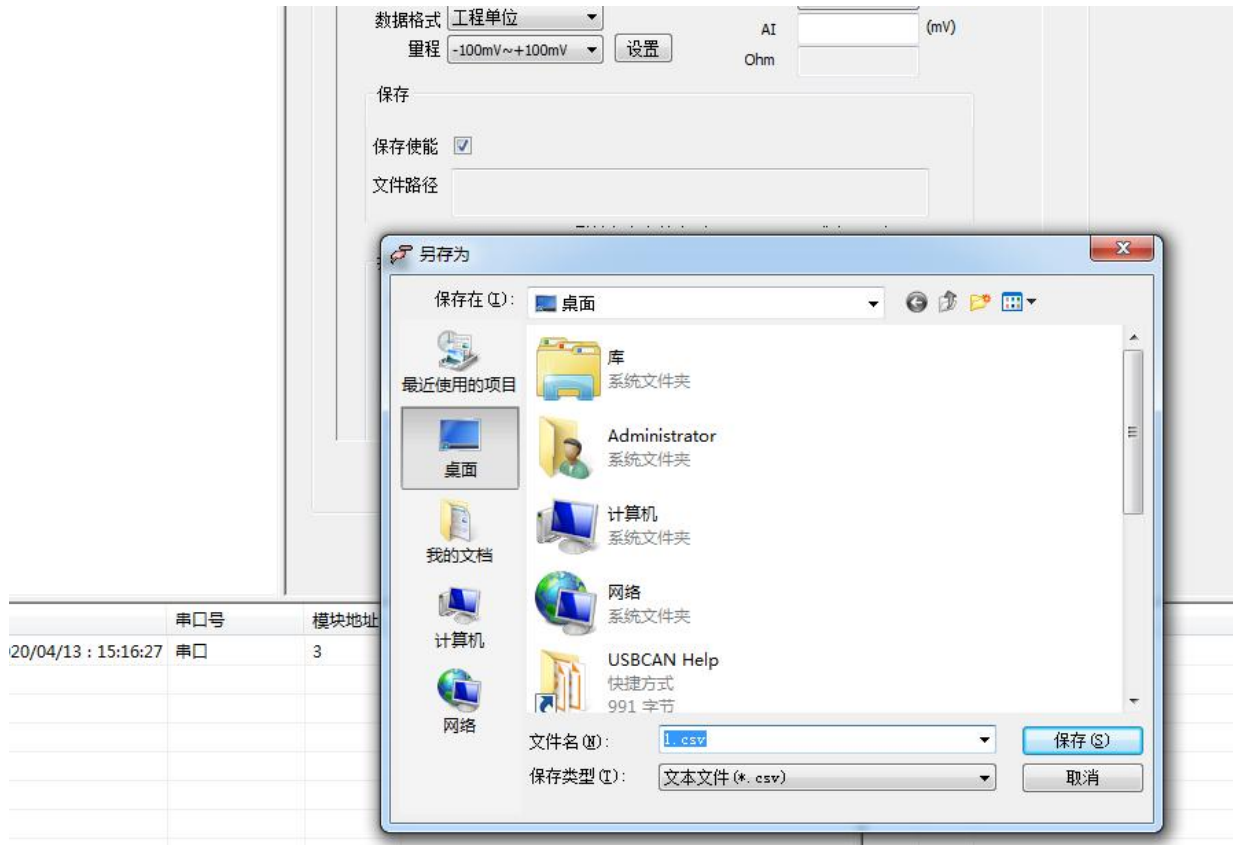 数据格式 工程单位
AI (mV)
量程 -100mV~+100mV 设置
Ohm
保存
保存使能
文件路径
另存为
保存在(I): 桌面
最近使用的项目
桌面
我的文档
计算机
网络
库
系统文件夹
Administrator
系统文件夹
计算机
系统文件夹
网络
系统文件夹
USBCAN Help
快捷方式
991 字节
文件名(N): 1.csv 保存(S)
保存类型(T): 文本文件(*.csv) 取消
串口号 模块地址
20/04/13 : 15:16:27 串口 3